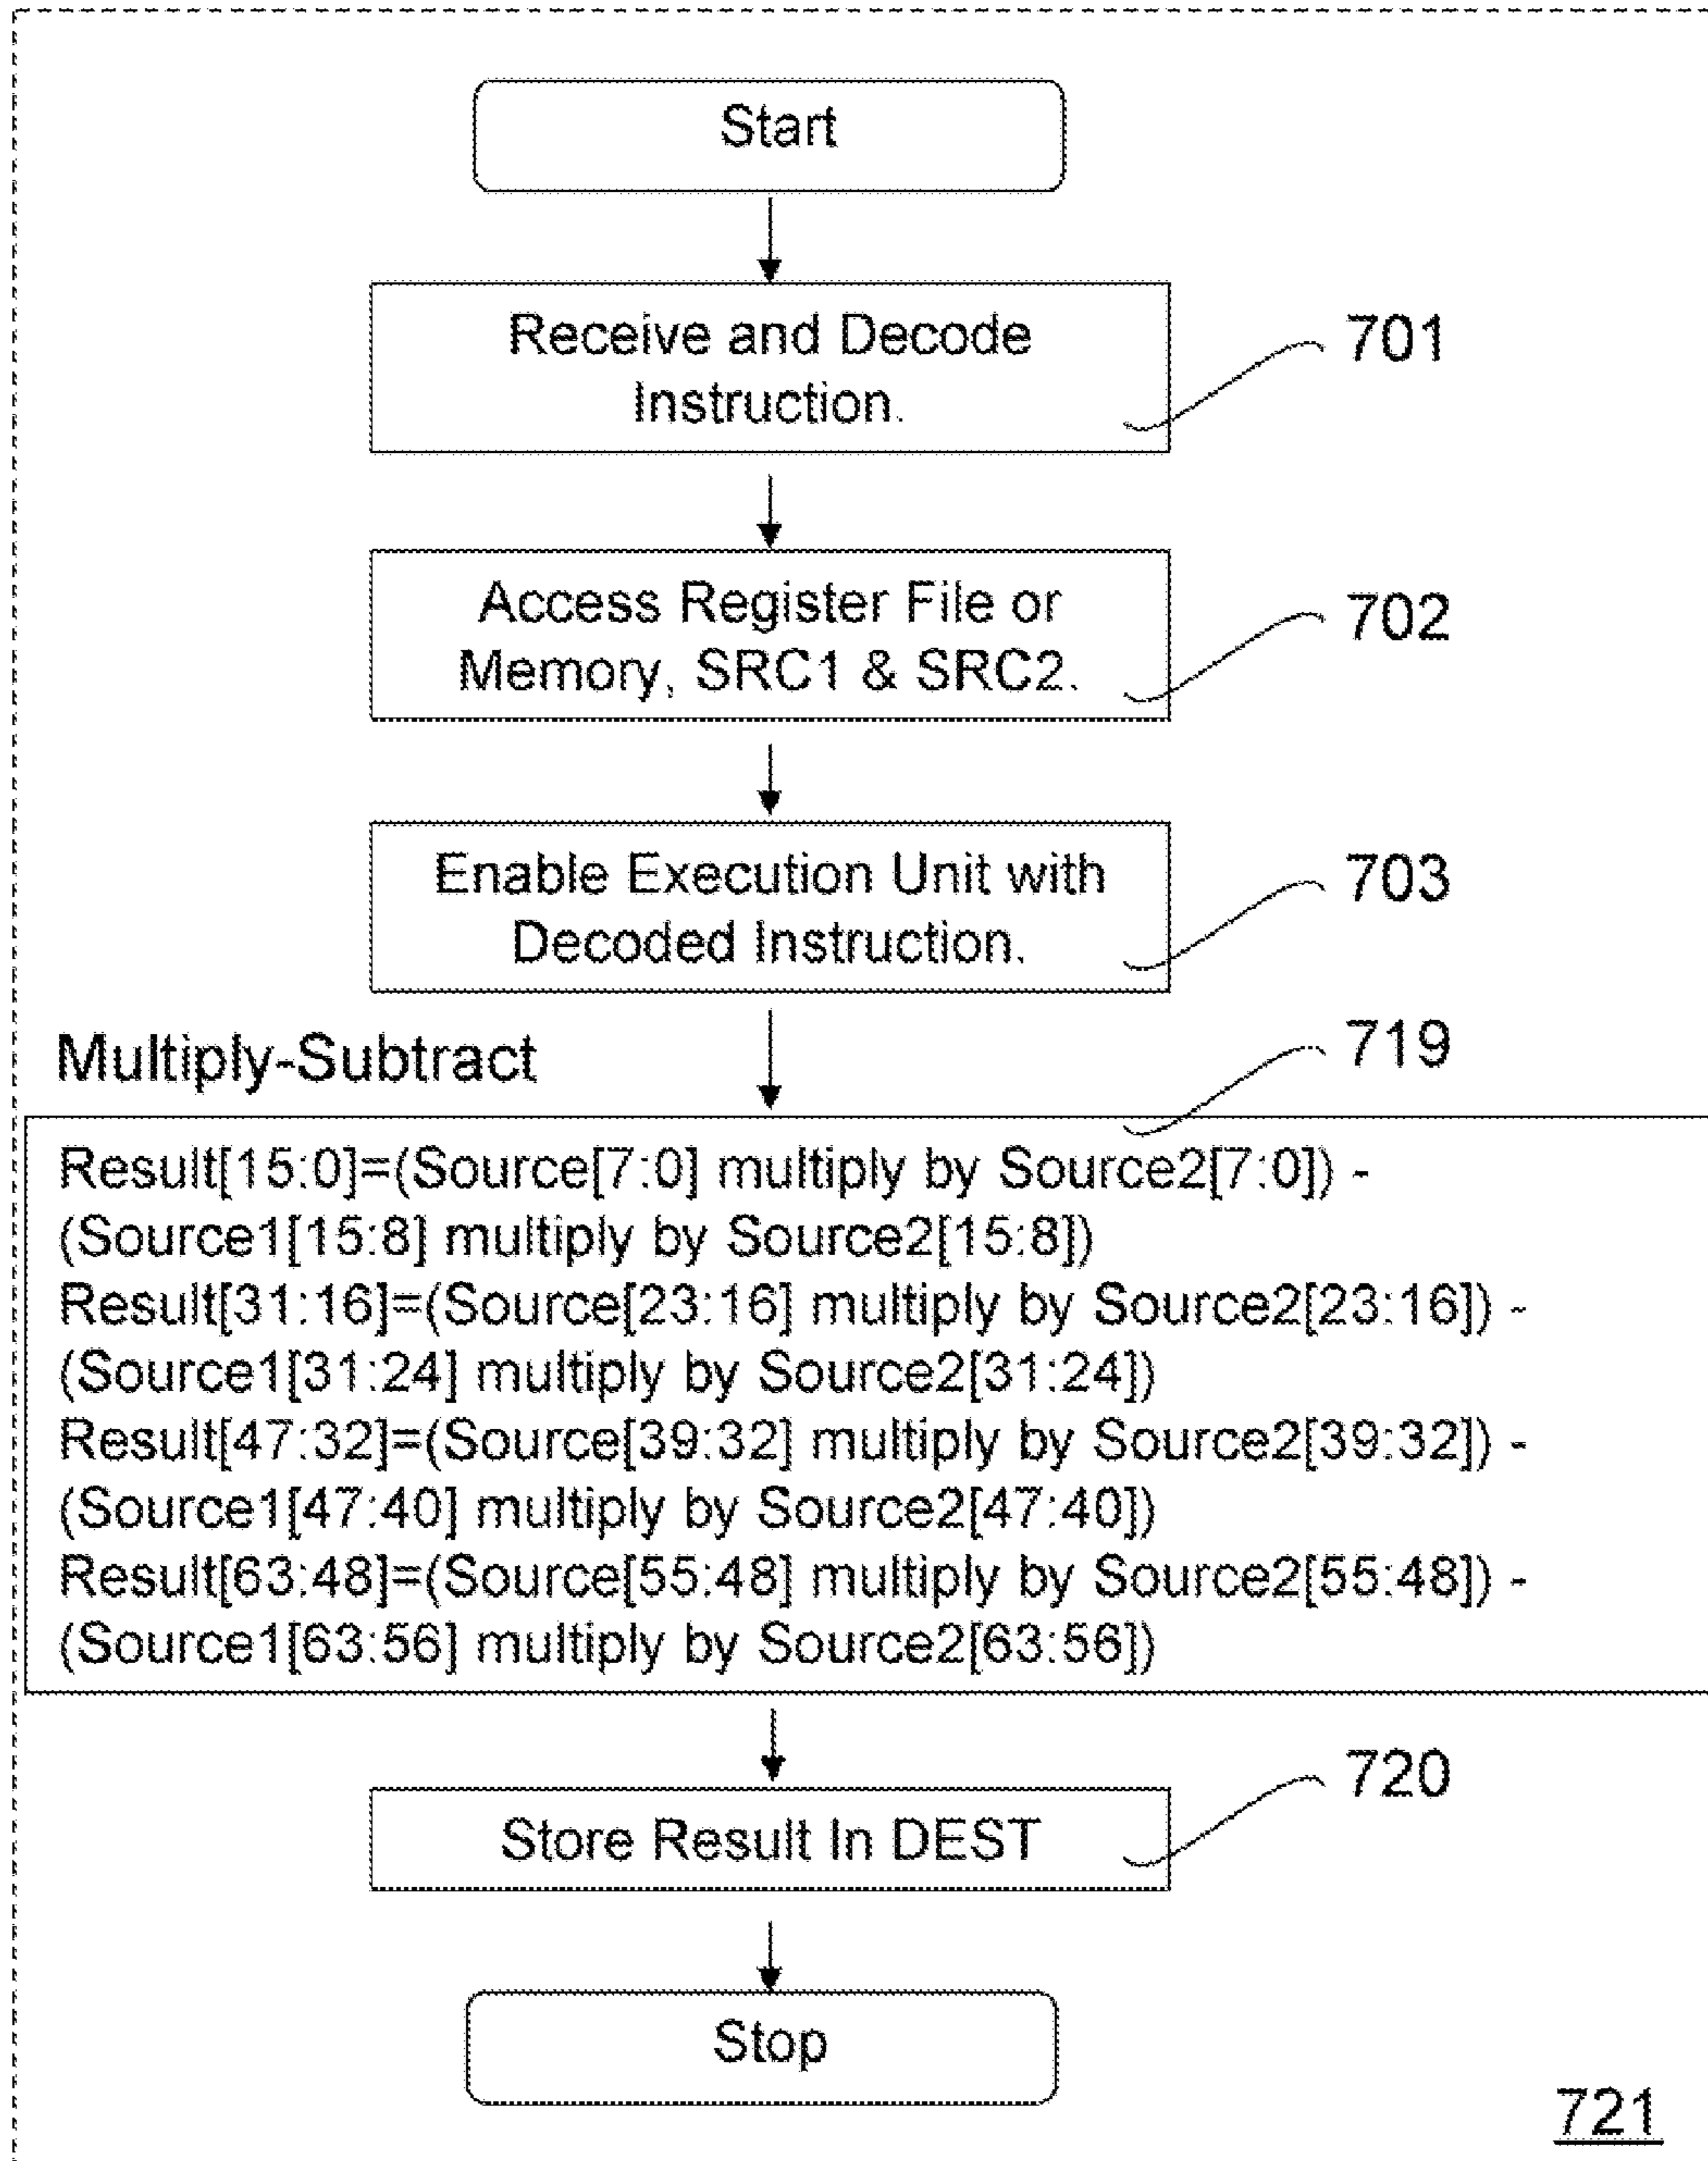 Start
Receive and Decode
Instruction.
701
Access Register File or
Memory, SRC1 & SRC2.
702
Enable Execution Unit with
Decoded Instruction.
703
Multiply-Subtract
719
Result[15:0]=(Source[7:0] multiply by Source2[7:0]) -
(Source1[15:8] multiply by Source2[15:8])
Result[31:16]=(Source[23:16] multiply by Source2[23:16]) -
(Source1[31:24] multiply by Source2[31:24])
Result[47:32]=(Source[39:32] multiply by Source2[39:32]) -
(Source1[47:40] multiply by Source2[47:40])
Result[63:48]=(Source[55:48] multiply by Source2[55:48]) -
(Source1[63:56] multiply by Source2[63:56])
Store Result In DEST
720
Stop
721